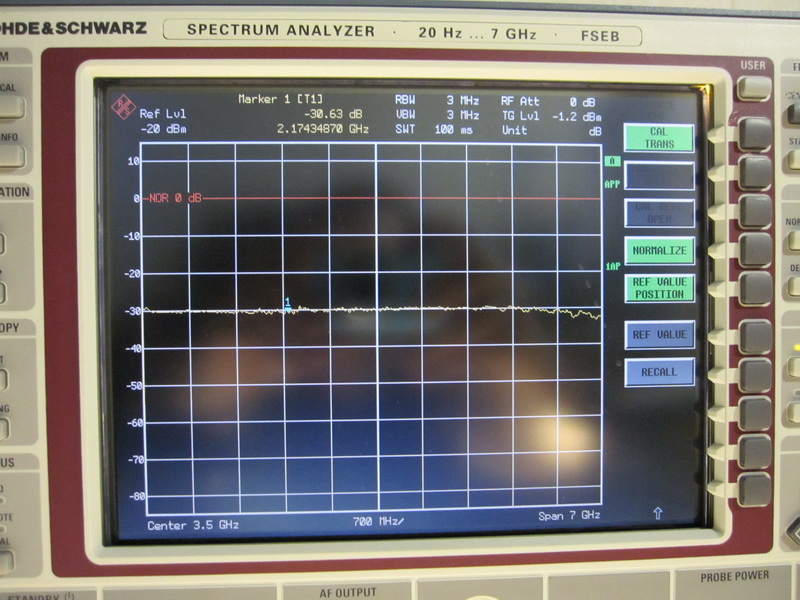 OHDE&SCHWARZ
SPECTRUM ANALYZER · 20 Hz ... 7 GHz · FSEB
USER
CAL
INFO
ATION
OPY
NG
US
OTE
AL
STANDBY
AF OUTPUT
PROBE POWER
Marker 1 [T1]
RBW 3 MHz RF Att 0 dB
Ref Lvl -30.63 dB VBW 3 MHz TG Lvl -1.2 dBm
-20 dBm 2.17434870 GHz SWT 100 ms Unit dB
10
0 NOR 0 dB
-10
-20
-30
-40
-50
-60
-70
-80
1
A
APP
1AP
Center 3.5 GHz 700 MHz/ Span 7 GHz
CAL
TRANS
CAL REFL
OPEN
NORMALIZE
REF VALUE
POSITION
REF VALUE
RECALL